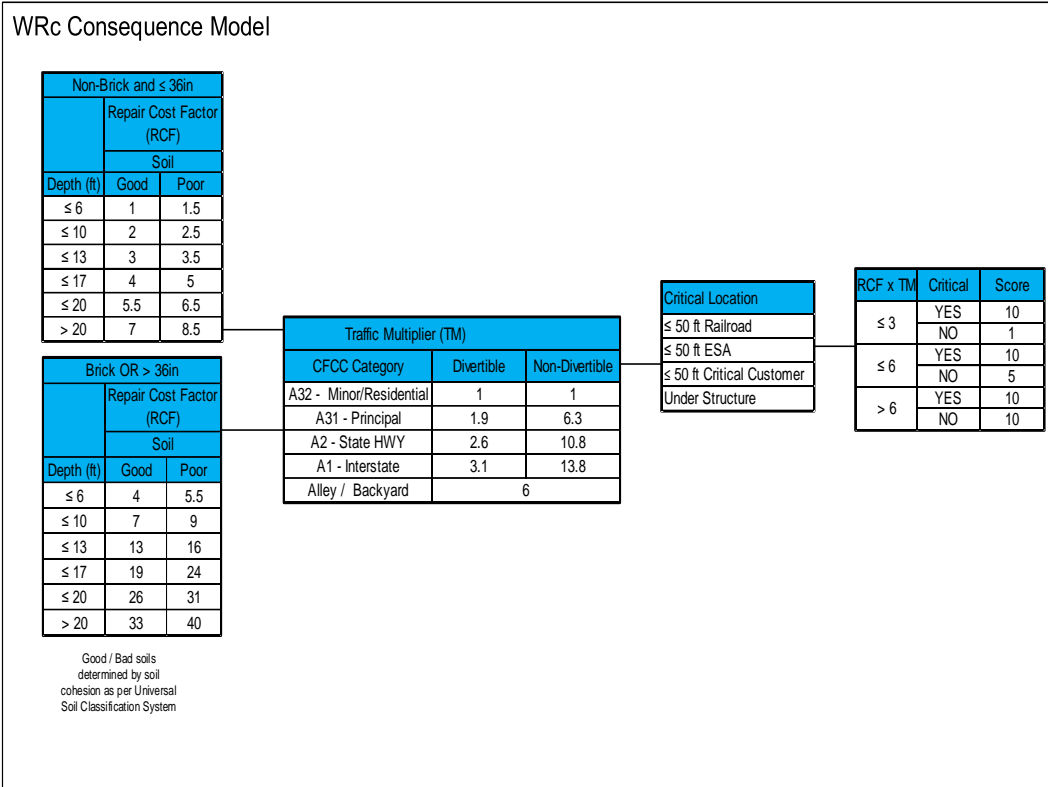 WRc Consequence Model
Non-Brick and ≤ 36in
Repair Cost Factor
(RCF)
Soil
Depth (ft) Good Poor
≤ 6 1 1.5
≤ 10 2 2.5
≤ 13 3 3.5
≤ 17 4 5
≤ 20 5.5 6.5
> 20 7 8.5
Brick OR > 36in
Repair Cost Factor
(RCF)
Soil
Depth (ft) Good Poor
≤ 6 4 5.5
≤ 10 7 9
≤ 13 13 16
≤ 17 19 24
≤ 20 26 31
> 20 33 40
Good / Bad soils
determined by soil
cohesion as per Universal
Soil Classification System
Traffic Multiplier (TM)
CFCC Category Divertible Non-Divertible
A32 - Minor/Residential 1 1
A31 - Principal 1.9 6.3
A2 - State HWY 2.6 10.8
A1 - Interstate 3.1 13.8
Alley / Backyard 6
Critical Location
≤ 50 ft Railroad
≤ 50 ft ESA
≤ 50 ft Critical Customer
Under Structure
RCF x TM Critical Score
≤ 3 YES 10
NO 1
≤ 6 YES 10
NO 5
> 6 YES 10
NO 10